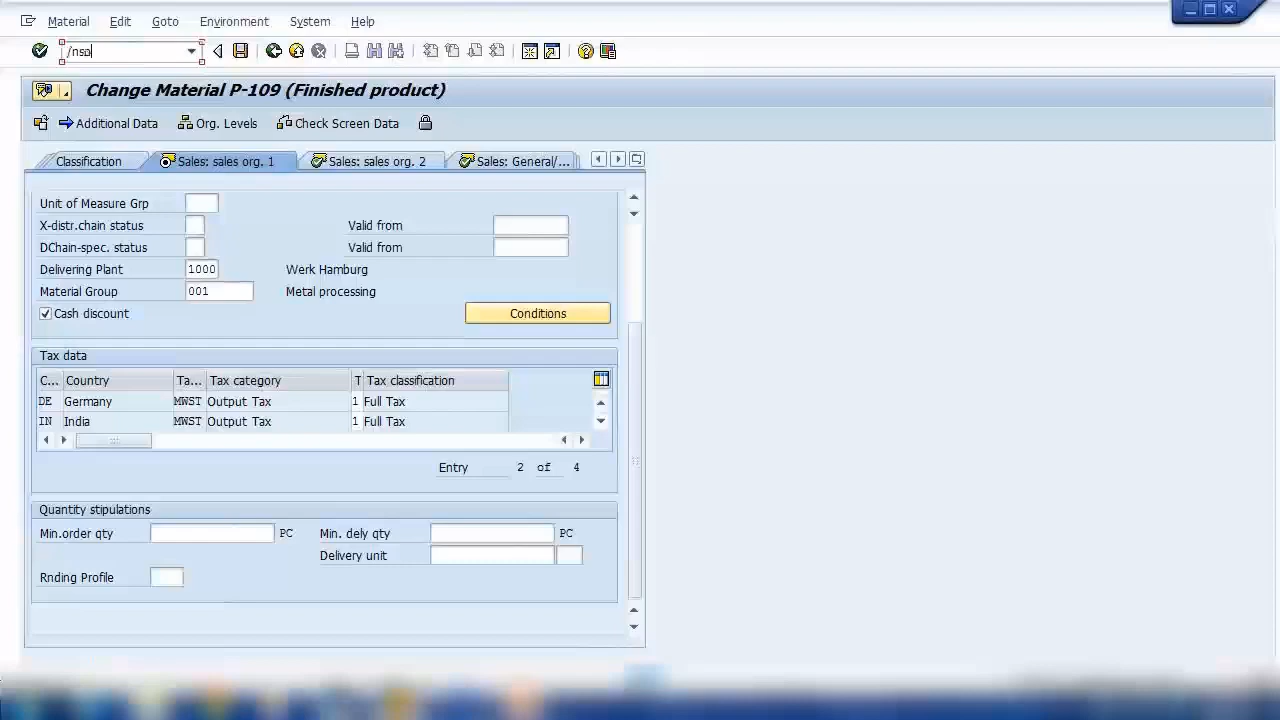 Material Edit Goto Environment System Help
/nsp
Change Material P-109 (Finished product)
Additional Data Org. Levels Check Screen Data
Classification Sales: sales org. 1 Sales: sales org. 2 Sales: General/...
Unit of Measure Grp
X-distr.chain status Valid from
DChain-spec. status Valid from
Delivering Plant 1000 Werk Hamburg
Material Group 001 Metal processing
Cash discount Conditions
Tax data
C... Country Ta... Tax category T Tax classification
DE Germany MWST Output Tax 1 Full Tax
IN India MWST Output Tax 1 Full Tax
Entry 2 of 4
Quantity stipulations
Min.order qty PC Min. dely qty PC
Delivery unit
Rnding Profile